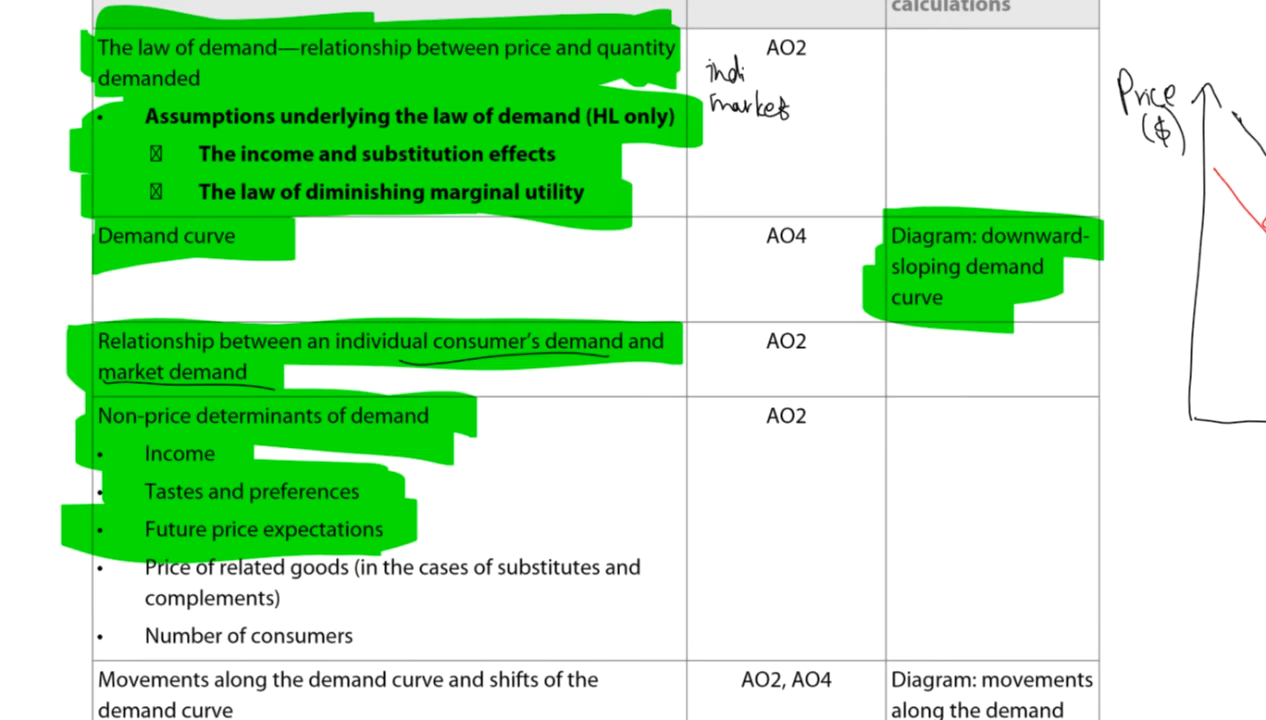 calculations
The law of demand—relationship between price and quantity
demanded
AO2
indi
market
• Assumptions underlying the law of demand (HL only)
The income and substitution effects
The law of diminishing marginal utility
Price
($)
Demand curve
AO4
Diagram: downward-
sloping demand
curve
Relationship between an individual consumer's demand and
market demand
AO2
Non-price determinants of demand
AO2
• Income
• Tastes and preferences
• Future price expectations
• Price of related goods (in the cases of substitutes and
complements)
• Number of consumers
Movements along the demand curve and shifts of the
demand curve
AO2, AO4
Diagram: movements
along the demand